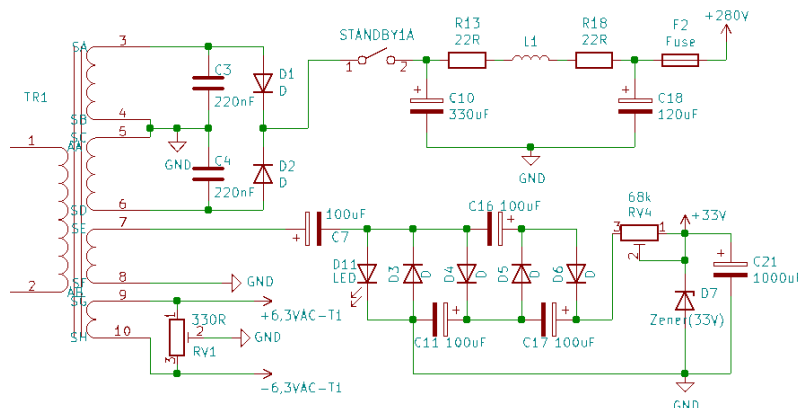 +280V
R13
22R
L1
R18
22R
F2
Fuse
STANDBY1A
1 2
SA 3
C3
220nF
D1
D
C10
330uF
C18
120uF
TR1
SB 4
SC 5
1 AA
GND
GND
C4
220nF
D2
D
SD 6
SE 7
100uF
C7
C16 100uF
68k
RV4
3 1
2
+33V
D11
LED
D3
D
D4
D
D5
D
D6
D
C21
1000uF
SF 8
GND
2 AB
SG 9
+6,3VAC-T1
D7
Zener(33V)
330R
RV1
1
2
3
GND
SH 10
C11 100uF
C17 100uF
-6,3VAC-T1
GND